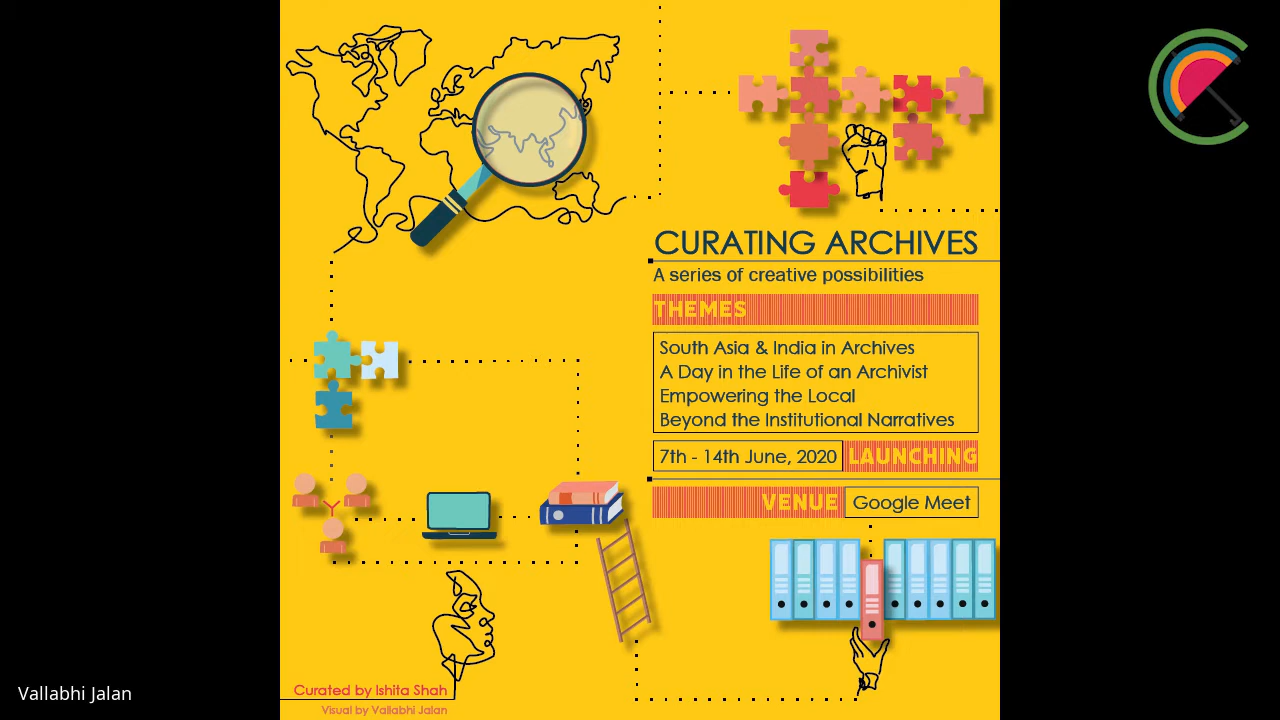 CURATING ARCHIVES
A series of creative possibilities
THEMES
South Asia & India in Archives
A Day in the Life of an Archivist
Empowering the Local
Beyond the Institutional Narratives
7th - 14th June, 2020 LAUNCHING
VENUE Google Meet
Curated by Ishita Shah
Visual by Vallabhi Jalan
Vallabhi Jalan